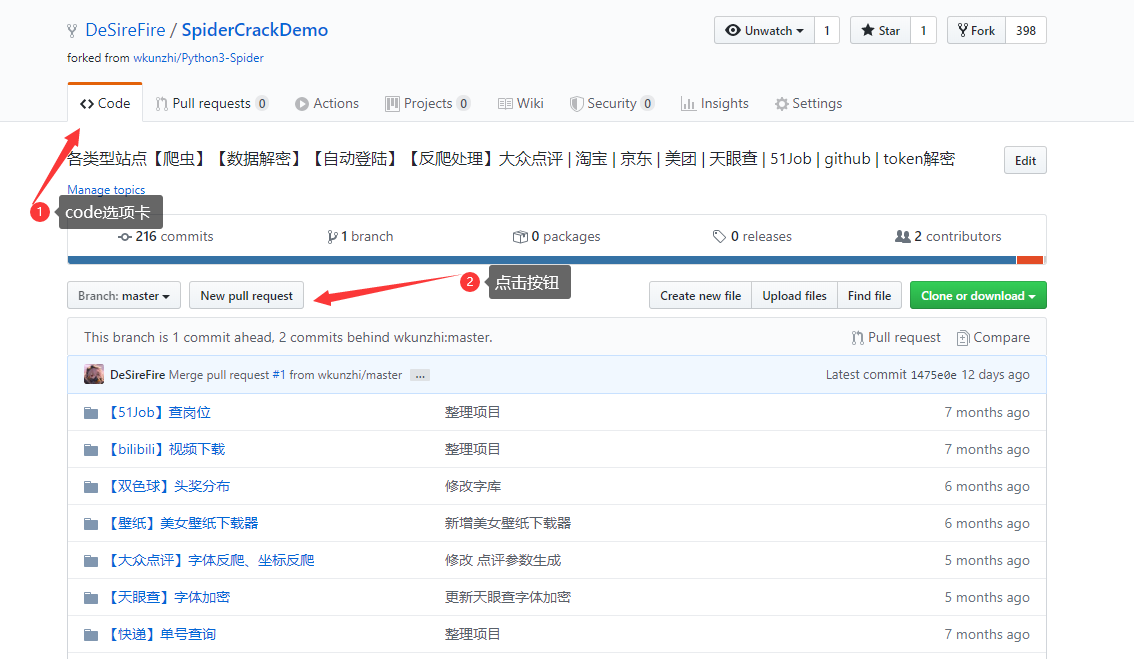 DeSireFire / SpiderCrackDemo
Unwatch 1 Star 1 Fork 398
forked from wkunzhi/Python3-Spider
Code Pull requests 0 Actions Projects 0 Wiki Security 0 Insights Settings
各类型站点【爬虫】【数据解密】【自动登陆】【反爬处理】大众点评 | 淘宝 | 京东 | 美团 | 天眼查 | 51Job | github | token解密
Edit
Manage topics
1 code选项卡
216 commits 1 branch 0 packages 0 releases 2 contributors
2 点击按钮
Branch: master New pull request Create new file Upload files Find file Clone or download
This branch is 1 commit ahead, 2 commits behind wkunzhi:master. Pull request Compare
DeSireFire Merge pull request #1 from wkunzhi/master ... Latest commit 1475e0e 12 days ago
【51Job】查岗位 整理项目 7 months ago
【bilibili】视频下载 整理项目 7 months ago
【双色球】头奖分布 修改字库 6 months ago
【壁纸】美女壁纸下载器 新增美女壁纸下载器 6 months ago
【大众点评】字体反爬、坐标反爬 修改 点评参数生成 5 months ago
【天眼查】字体加密 更新天眼查字体加密 5 months ago
【快递】单号查询 整理项目 7 months ago